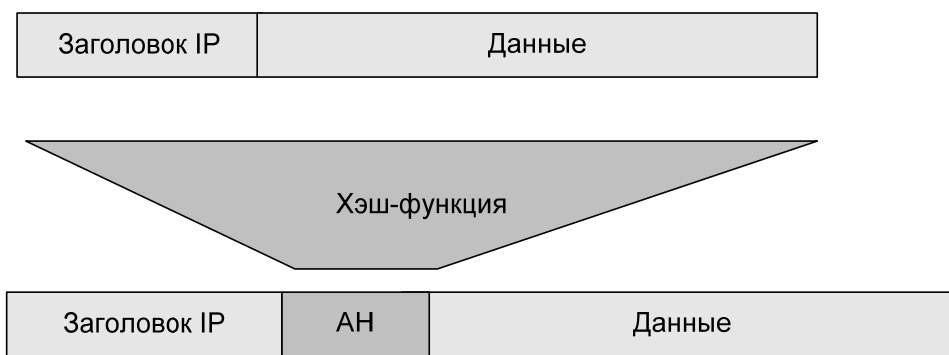 Заголовок IP
Данные
Хэш-функция
Заголовок IP
AH
Данные